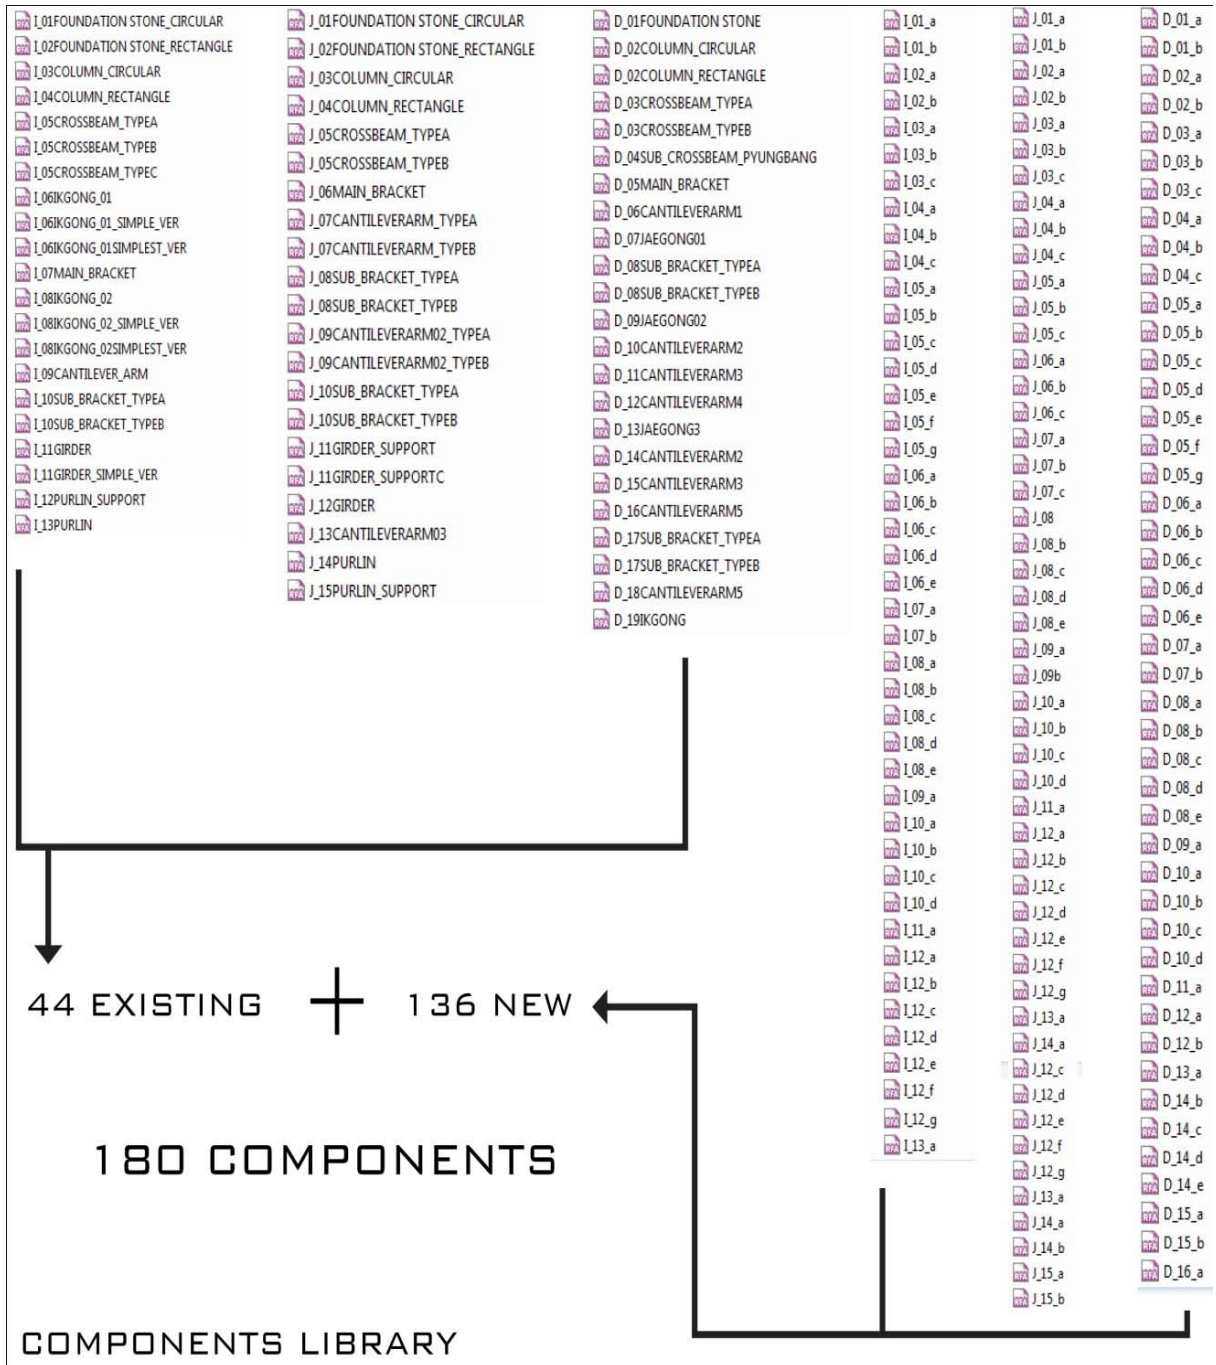 I_01FOUNDATION STONE_CIRCULAR
I_02FOUNDATION STONE_RECTANGLE
I_03COLUMN_CIRCULAR
I_04COLUMN_RECTANGLE
I_05CROSSBEAM_TYPEA
I_05CROSSBEAM_TYPEB
I_05CROSSBEAM_TYPEC
I_06IKGONG_01
I_06IKGONG_01_SIMPLE_VER
I_06IKGONG_01SIMPLEST_VER
I_07MAIN_BRACKET
I_08IKGONG_02
I_08IKGONG_02_SIMPLE_VER
I_08IKGONG_02SIMPLEST_VER
I_09CANTILEVER_ARM
I_10SUB_BRACKET_TYPEA
I_10SUB_BRACKET_TYPEB
I_11GIRDER
I_11GIRDER_SIMPLE_VER
I_12PURLIN_SUPPORT
I_13PURLIN
J_01FOUNDATION STONE_CIRCULAR
J_02FOUNDATION STONE_RECTANGLE
J_03COLUMN_CIRCULAR
J_04COLUMN_RECTANGLE
J_05CROSSBEAM_TYPEA
J_05CROSSBEAM_TYPEB
J_06MAIN_BRACKET
J_07CANTILEVERARM_TYPEA
J_07CANTILEVERARM_TYPEB
J_08SUB_BRACKET_TYPEA
J_08SUB_BRACKET_TYPEB
J_09CANTILEVERARM02_TYPEA
J_09CANTILEVERARM02_TYPEB
J_10SUB_BRACKET_TYPEA
J_10SUB_BRACKET_TYPEB
J_11GIRDER_SUPPORT
J_11GIRDER_SUPPORTC
J_12GIRDER
J_13CANTILEVERARM03
J_14PURLIN
J_15PURLIN_SUPPORT
D_01FOUNDATION STONE
D_02COLUMN_CIRCULAR
D_02COLUMN_RECTANGLE
D_03CROSSBEAM_TYPEA
D_03CROSSBEAM_TYPEB
D_04SUB_CROSSBEAM_PYUNGBANG
D_05MAIN_BRACKET
D_06CANTILEVERARM1
D_07JAEGONG01
D_08SUB_BRACKET_TYPEA
D_08SUB_BRACKET_TYPEB
D_09JAEGONG02
D_10CANTILEVERARM2
D_11CANTILEVERARM3
D_12CANTILEVERARM4
D_13JAEGONG3
D_14CANTILEVERARM2
D_15CANTILEVERARM3
D_16CANTILEVERARM5
D_17SUB_BRACKET_TYPEA
D_17SUB_BRACKET_TYPEB
D_18CANTILEVERARM5
D_19IKGONG
I_01_a
I_01_b
I_02_a
I_02_b
I_03_a
I_03_b
I_03_c
I_04_a
I_04_b
I_04_c
I_05_a
I_05_b
I_05_c
I_05_d
I_05_e
I_05_f
I_05_g
I_06_a
I_06_b
I_06_c
I_06_d
I_06_e
I_07_a
I_07_b
I_08_a
I_08_b
I_08_c
I_08_d
I_08_e
I_09_a
I_10_a
I_10_b
I_10_c
I_10_d
I_11_a
I_12_a
I_12_b
I_12_c
I_12_d
I_12_e
I_12_f
I_12_g
I_13_a
J_01_a
J_01_b
J_02_a
J_02_b
J_03_a
J_03_b
J_03_c
J_04_a
J_04_b
J_04_c
J_05_a
J_05_b
J_05_c
J_06_a
J_06_b
J_06_c
J_07_a
J_07_b
J_07_c
J_08
J_08_b
J_08_c
J_08_d
J_08_e
J_09_a
J_09b
J_10_a
J_10_b
J_10_c
J_10_d
J_11_a
J_12_a
J_12_b
J_12_c
J_12_d
J_12_e
J_12_f
J_12_g
J_13_a
J_14_a
J_12_c
J_12_d
J_12_e
J_12_f
J_12_g
J_13_a
J_14_a
J_14_b
J_15_a
J_15_b
D_01_a
D_01_b
D_02_a
D_02_b
D_03_a
D_03_b
D_03_c
D_04_a
D_04_b
D_04_c
D_05_a
D_05_b
D_05_c
D_05_d
D_05_e
D_05_f
D_05_g
D_06_a
D_06_b
D_06_c
D_06_d
D_06_e
D_07_a
D_07_b
D_08_a
D_08_b
D_08_c
D_08_d
D_08_e
D_09_a
D_10_a
D_10_b
D_10_c
D_10_d
D_11_a
D_12_a
D_12_b
D_13_a
D_14_b
D_14_c
D_14_d
D_14_e
D_15_a
D_15_b
D_16_a
44 EXISTING + 136 NEW
180 COMPONENTS
COMPONENTS LIBRARY